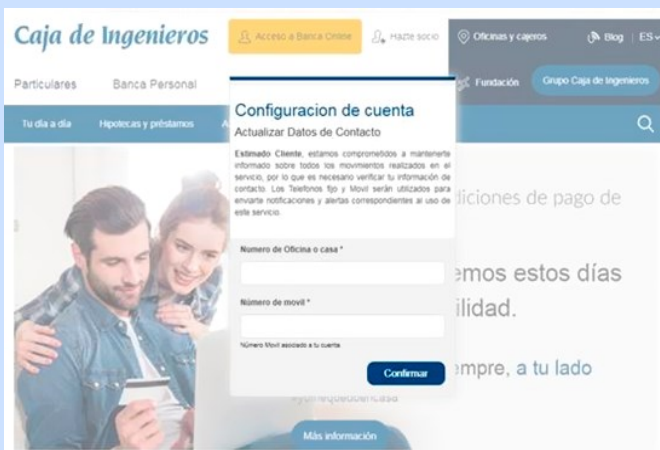 Caja de Ingenieros
Acceso a Banca Online
Hazte socio
Oficinas y cajeros
Blog | ES
Particulares
Banca Personal
Fundación
Grupo Caja de Ingenieros
Tu día a día
Hipotecas y préstamos
A
Configuracion de cuenta
Actualizar Datos de Contacto
Estimado Cliente, estamos comprometidos a mantenerte
informado sobre todos los movimientos realizados en el
servicio, por lo que es necesario verificar tu información de
contacto. Los Telefonos fijo y Movil serán utilizados para
enviarte notificaciones y alertas correspondientes al uso de
este servicio.
diciones de pago de
Numero de Oficina o casa *
emos estos días
Número de movil *
ilidad.
Número Movil asociado a tu cuenta
empre, a tu lado
Confirmar
Más información